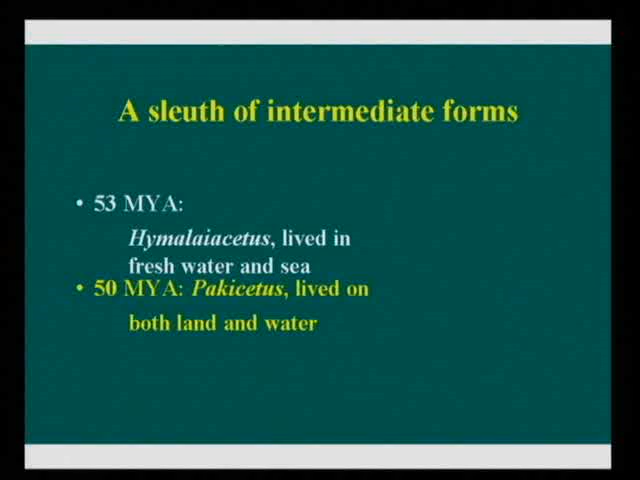 A sleuth of intermediate forms
• 53 MYA:
Hymalaiacetus, lived in
fresh water and sea
• 50 MYA: Pakicetus, lived on
both land and water